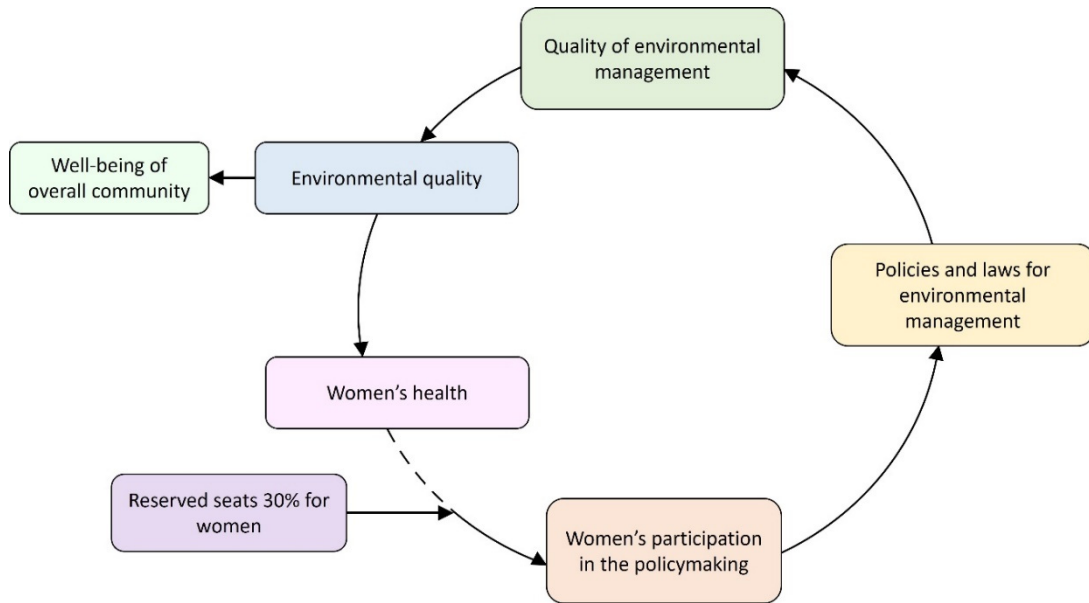 Quality of environmental
management
Well-being of
overall community
Environmental quality
Policies and laws for
environmental
management
Women’s health
Reserved seats 30% for
women
Women’s participation
in the policymaking